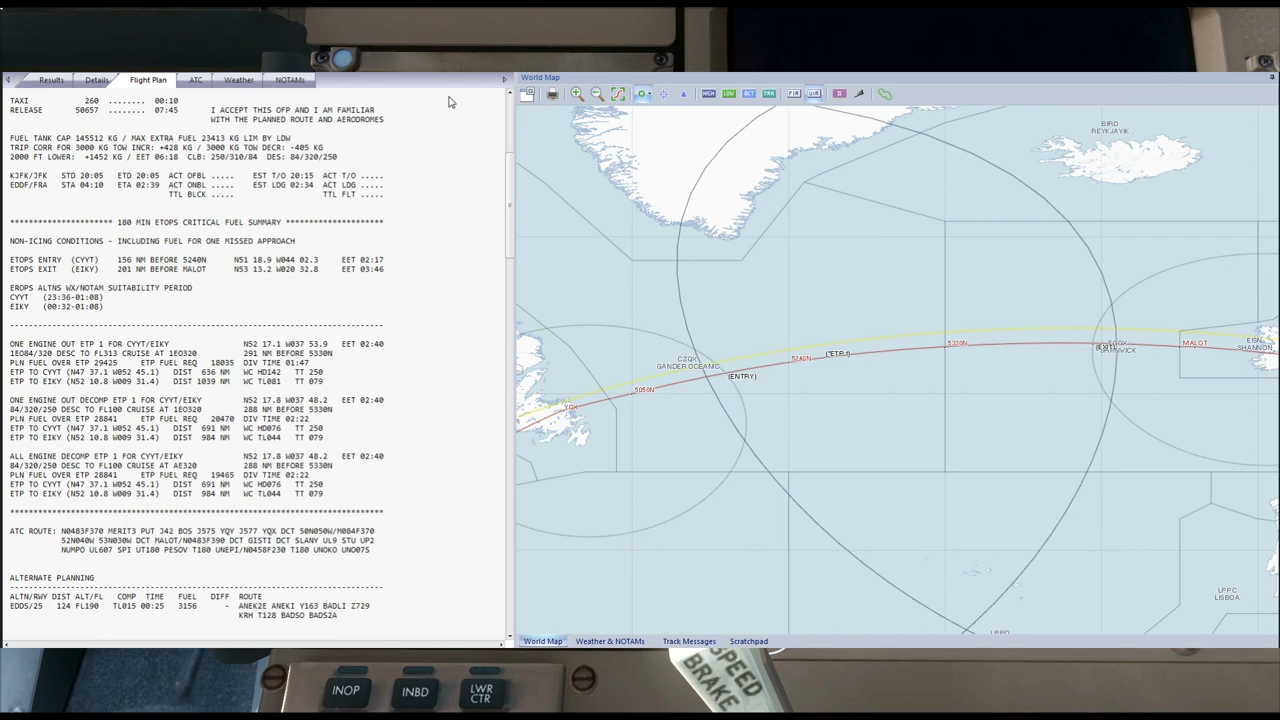 Results Details Flight Plan ATC Weather NOTAMs
TAXI 260 ........ 00:10
RELEASE 50657 ........ 07:45 I ACCEPT THIS OFP AND I AM FAMILIAR
WITH THE PLANNED ROUTE AND AERODROMES
FUEL TANK CAP 145512 KG / MAX EXTRA FUEL 23413 KG LIM BY LDW
TRIP CORR FOR 3000 KG TOW INCR: +428 KG / 3000 KG TOW DECR: -405 KG
2000 FT LOWER: +1452 KG / EET 06:18 CLB: 250/310/84 DES: 84/320/250
KJFK/JFK STD 20:05 ETD 20:05 ACT OFBL ..... EST T/O 20:15 ACT T/O .....
EDDF/FRA STA 04:10 ETA 02:39 ACT ONBL ..... EST LDG 02:34 ACT LDG .....
TTL BLCK ..... TTL FLT .....
********************** 180 MIN ETOPS CRITICAL FUEL SUMMARY *********************
NON-ICING CONDITIONS - INCLUDING FUEL FOR ONE MISSED APPROACH
ETOPS ENTRY (CYYT) 156 NM BEFORE 5240N N51 18.9 W044 02.3 EET 02:17
ETOPS EXIT (EIKY) 201 NM BEFORE MALOT N53 13.2 W020 32.8 EET 03:46
EROPS ALTNS WX/NOTAM SUITABILITY PERIOD
CYYT (23:36-01:08)
EIKY (00:32-01:08)
--------------------------------------------------------------------------------
ONE ENGINE OUT ETP 1 FOR CYYT/EIKY N52 17.1 W037 53.9 EET 02:40
1EO84/320 DESC TO FL313 CRUISE AT 1EO320 291 NM BEFORE 5330N
PLN FUEL OVER ETP 29425 ETP FUEL REQ 18035 DIV TIME 01:47
ETP TO CYYT (N47 37.1 W052 45.1) DIST 636 NM WC HD142 TT 250
ETP TO EIKY (N52 10.8 W009 31.4) DIST 1039 NM WC TL081 TT 079
ONE ENGINE OUT DECOMP ETP 1 FOR CYYT/EIKY N52 17.8 W037 48.2 EET 02:40
84/320/250 DESC TO FL100 CRUISE AT 1EO320 288 NM BEFORE 5330N
PLN FUEL OVER ETP 28841 ETP FUEL REQ 20470 DIV TIME 02:22
ETP TO CYYT (N47 37.1 W052 45.1) DIST 691 NM WC HD076 TT 250
ETP TO EIKY (N52 10.8 W009 31.4) DIST 984 NM WC TL044 TT 079
ALL ENGINE DECOMP ETP 1 FOR CYYT/EIKY N52 17.8 W037 48.2 EET 02:40
84/320/250 DESC TO FL100 CRUISE AT AE320 288 NM BEFORE 5330N
PLN FUEL OVER ETP 28841 ETP FUEL REQ 19465 DIV TIME 02:22
ETP TO CYYT (N47 37.1 W052 45.1) DIST 691 NM WC HD076 TT 250
ETP TO EIKY (N52 10.8 W009 31.4) DIST 984 NM WC TL044 TT 079
********************************************************************************
ATC ROUTE: N0483F370 MERIT3 PUT J42 BOS J575 YQY J577 YQX DCT 50N050W/M084F370
52N040W 53N030W DCT MALOT/N0483F390 DCT GISTI DCT SLANY UL9 STU UP2
NUMPO UL607 SPI UT180 PESOV T180 UNEPI/N0458F230 T180 UNOKO UNO07S
ALTERNATE PLANNING
--------------------------------------------------------------------------------
ALTN/RWY DIST ALT/FL COMP TIME FUEL DIFF ROUTE
EDDS/25 124 FL190 TL015 00:25 3156 - ANEK2E ANEKI Y163 BADLI Z729
KRH T128 BADSO BADS2A
World Map
HIGH LOW DCT TRK FIR UIR
BIRD
REYKJAVIK
CZQX
GANDER OCEANIC
(ENTRY)
5050N
YQX
5240N
(*ETP1)
5330N
(EXIT)
SHANWICK
MALOT
EISN
SHANNON
LPPC
LISBOA
LPPO
World Map Weather & NOTAMs Track Messages Scratchpad
INOP
INBD
LWR
CTR
SPEED
BRAKE